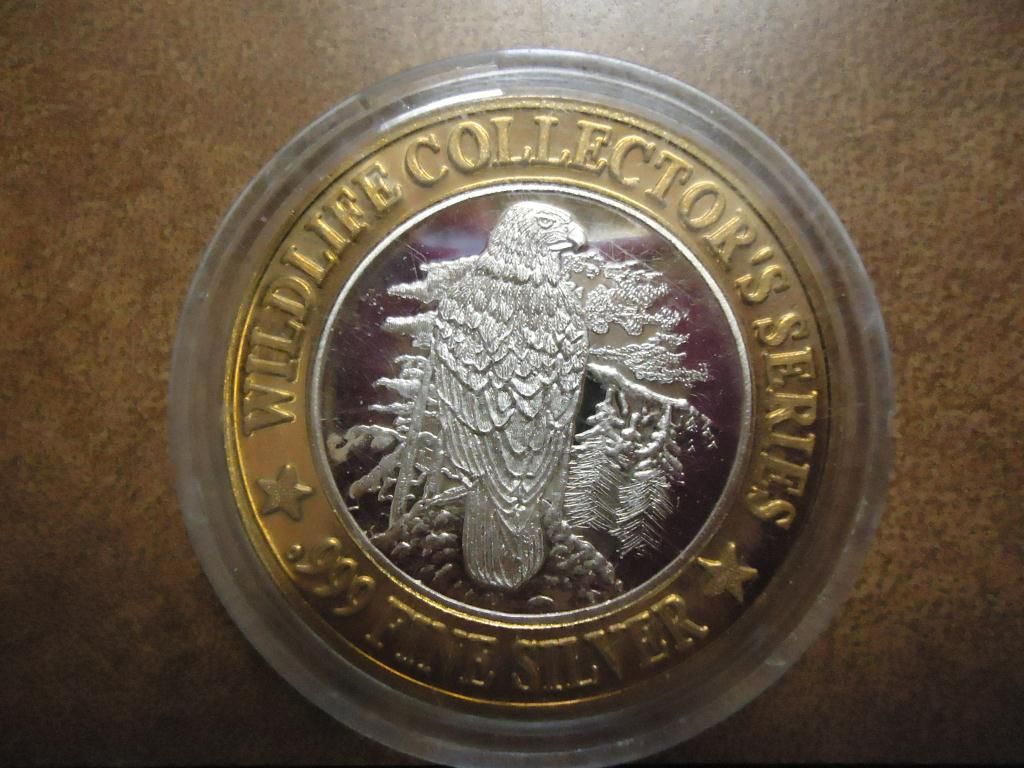 WILDLIFE COLLECTOR'S SERIES
.999 FINE SILVER